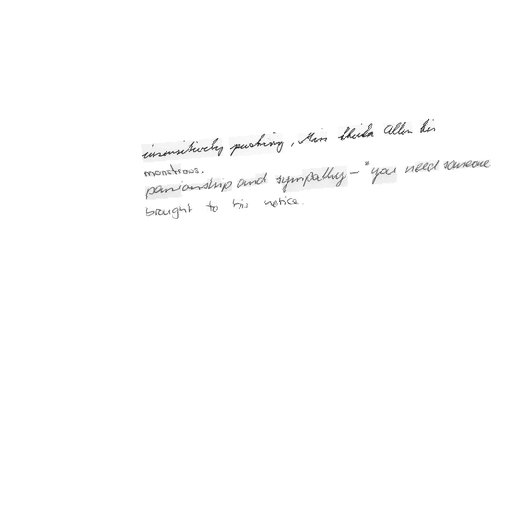 insensitively pushing, Miss Sheila Allen his
monstrous.
panionship and sympathy - "you need someone
brought to his notice.